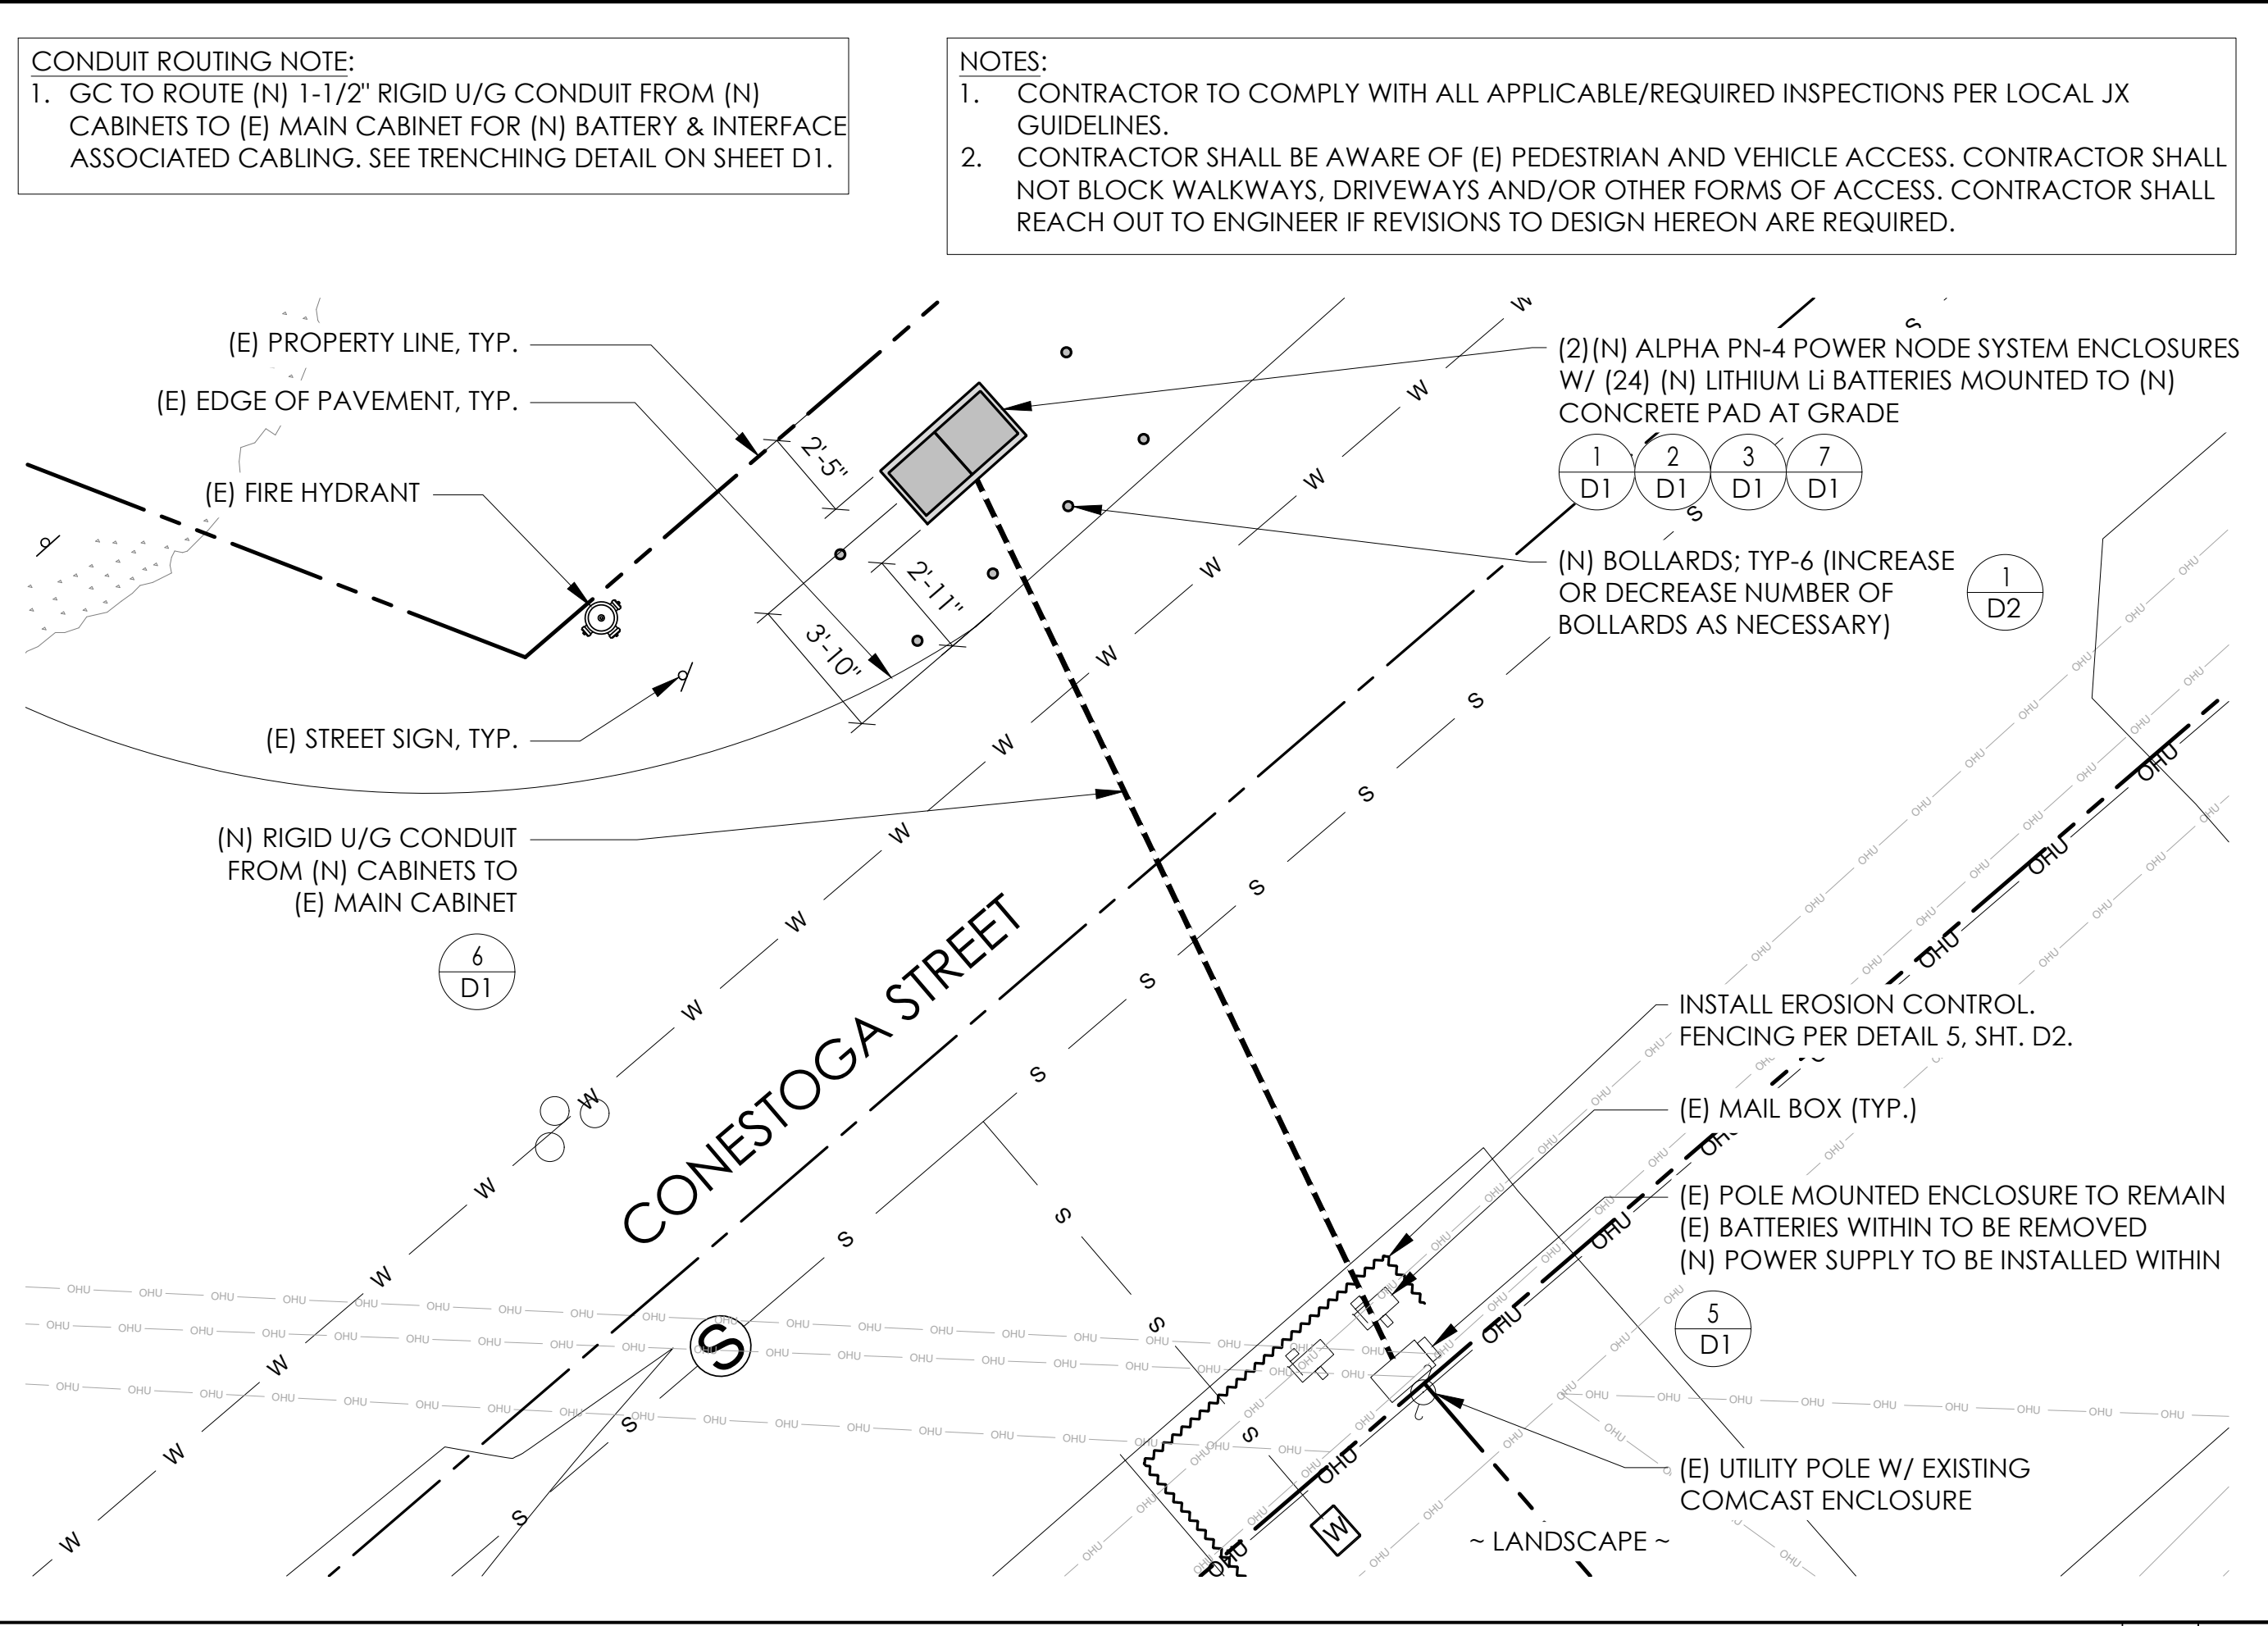 CONDUIT ROUTING NOTE:
1. GC TO ROUTE (N) 1-1/2" RIGID U/G CONDUIT FROM (N)
CABINETS TO (E) MAIN CABINET FOR (N) BATTERY & INTERFACE
ASSOCIATED CABLING. SEE TRENCHING DETAIL ON SHEET D1.
NOTES:
1. CONTRACTOR TO COMPLY WITH ALL APPLICABLE/REQUIRED INSPECTIONS PER LOCAL JX
GUIDELINES.
2. CONTRACTOR SHALL BE AWARE OF (E) PEDESTRIAN AND VEHICLE ACCESS. CONTRACTOR SHALL
NOT BLOCK WALKWAYS, DRIVEWAYS AND/OR OTHER FORMS OF ACCESS. CONTRACTOR SHALL
REACH OUT TO ENGINEER IF REVISIONS TO DESIGN HEREON ARE REQUIRED.
(E) PROPERTY LINE, TYP.
(E) EDGE OF PAVEMENT, TYP.
(E) FIRE HYDRANT
(E) STREET SIGN, TYP.
2'-5"
2'-11"
3'-10"
(2)(N) ALPHA PN-4 POWER NODE SYSTEM ENCLOSURES
W/ (24) (N) LITHIUM Li BATTERIES MOUNTED TO (N)
CONCRETE PAD AT GRADE
1 2 3 7
D1 D1 D1 D1
(N) BOLLARDS; TYP-6 (INCREASE
OR DECREASE NUMBER OF
BOLLARDS AS NECESSARY)
1
D2
(N) RIGID U/G CONDUIT
FROM (N) CABINETS TO
(E) MAIN CABINET
6
D1
CONESTOGA STREET
INSTALL EROSION CONTROL.
FENCING PER DETAIL 5, SHT. D2.
(E) MAIL BOX (TYP.)
(E) POLE MOUNTED ENCLOSURE TO REMAIN
(E) BATTERIES WITHIN TO BE REMOVED
(N) POWER SUPPLY TO BE INSTALLED WITHIN
5
D1
(E) UTILITY POLE W/ EXISTING
COMCAST ENCLOSURE
~ LANDSCAPE ~
W
S
OHU